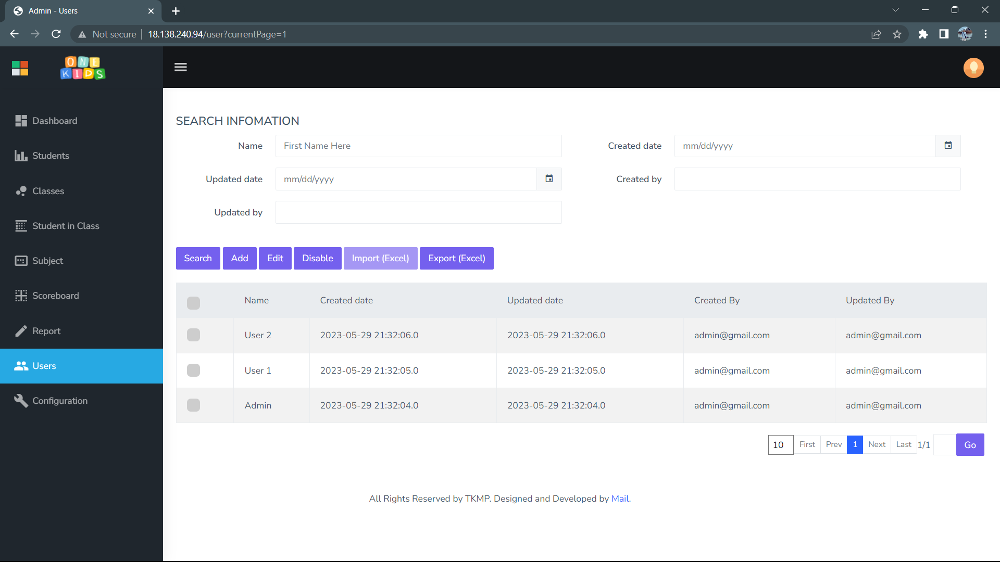 Admin - Users
Not secure | 18.138.240.94/user?currentPage=1
ONE
KIDS
Dashboard
Students
Classes
Student in Class
Subject
Scoreboard
Report
Users
Configuration
SEARCH INFOMATION
Name First Name Here Created date mm/dd/yyyy
Updated date mm/dd/yyyy Created by
Updated by
Search Add Edit Disable Import (Excel) Export (Excel)
Name Created date Updated date Created By Updated By
User 2 2023-05-29 21:32:06.0 2023-05-29 21:32:06.0 admin@gmail.com admin@gmail.com
User 1 2023-05-29 21:32:05.0 2023-05-29 21:32:05.0 admin@gmail.com admin@gmail.com
Admin 2023-05-29 21:32:04.0 2023-05-29 21:32:04.0 admin@gmail.com admin@gmail.com
10 First Prev 1 Next Last 1/1 Go
All Rights Reserved by TKMP. Designed and Developed by Mail.